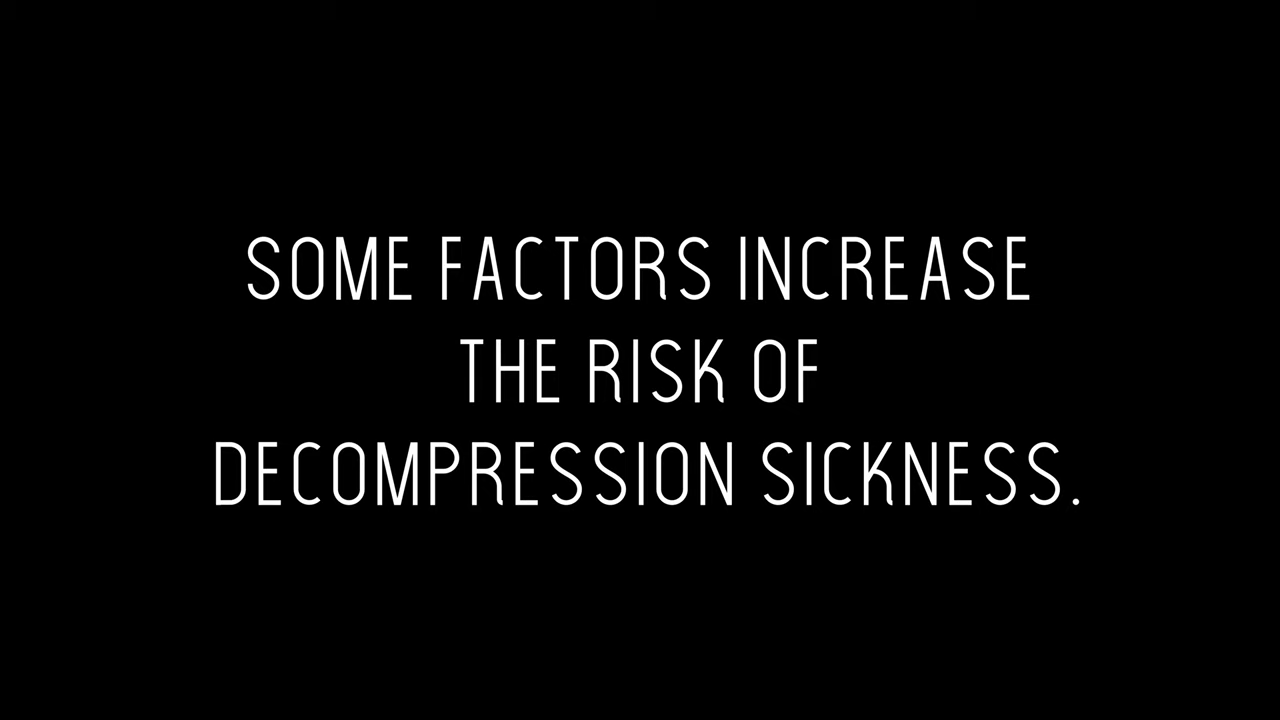 SOME FACTORS INCREASE
THE RISK OF
DECOMPRESSION SICKNESS.